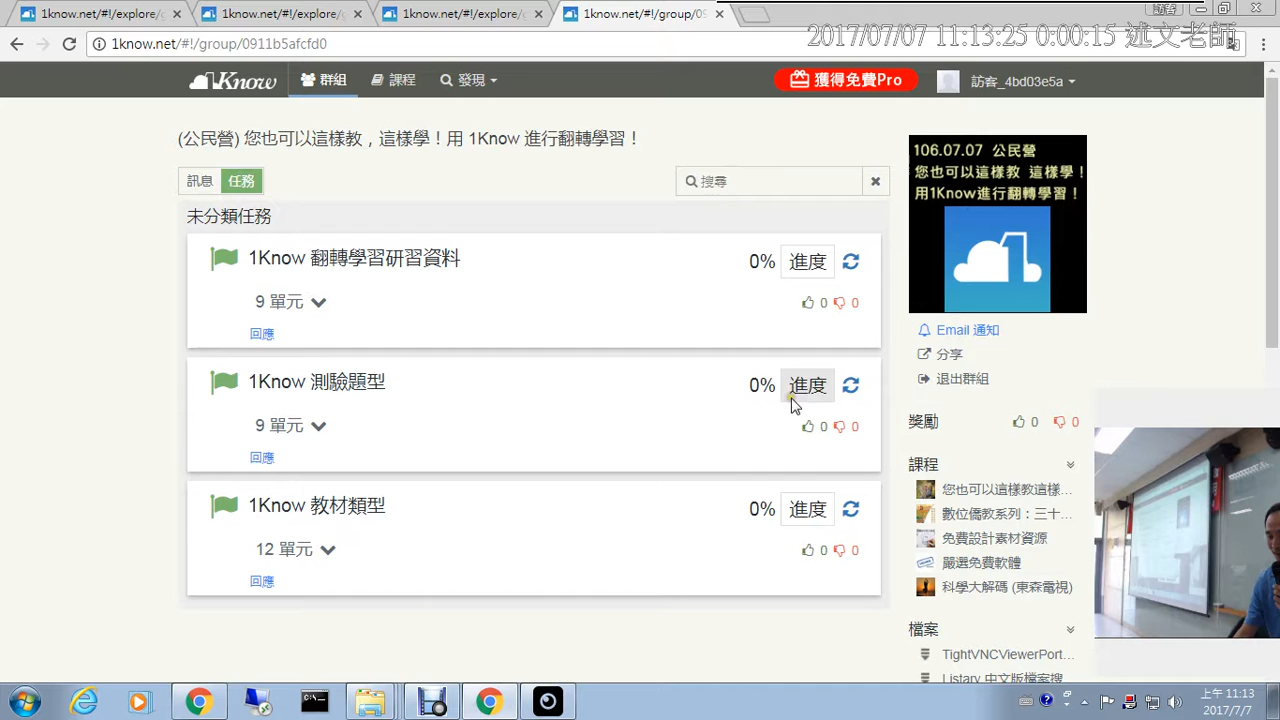 1know.net/#!/explore/g
1know.net/#!/explore/g
1know.net/#!/explore/g
1know.net/#!/group/09
訪客
1know.net/#!/group/0911b5afcfd0
2017/07/07 11:13:25 0:00:15 述文老師
1Know
群組
課程
發現
獲得免費Pro
訪客_4bd03e5a
(公民營) 您也可以這樣教，這樣學！用 1Know 進行翻轉學習！
訊息
任務
搜尋
未分類任務
1Know 翻轉學習研習資料
0%
進度
9 單元
0
0
回應
1Know 測驗題型
0%
進度
9 單元
0
0
回應
1Know 教材類型
0%
進度
12 單元
0
0
回應
106.07.07 公民營
您也可以這樣教 這樣學！
用1Know進行翻轉學習！
Email 通知
分享
退出群組
獎勵
0
0
課程
您也可以這樣教這樣...
數位僑教系列：三十...
免費設計素材資源
嚴選免費軟體
科學大解碼 (東森電視)
檔案
TightVNCViewerPort...
Listary 中文版檔案搜
上午 11:13
2017/7/7